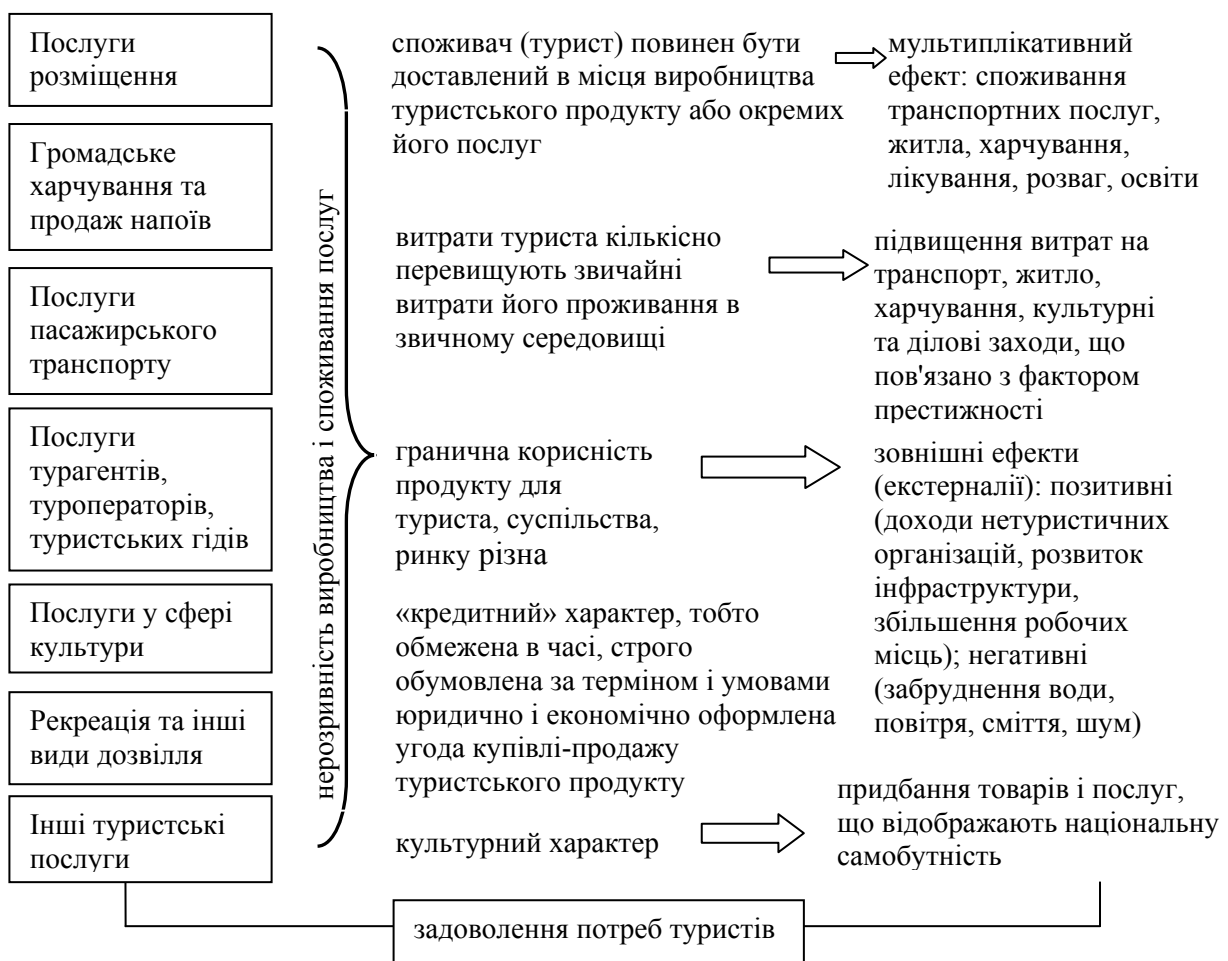 Послуги
розміщення
Громадське
харчування та
продаж напоїв
Послуги
пасажирського
транспорту
Послуги
турагентів,
туроператорів,
туристських гідів
Послуги у сфері
культури
Рекреація та інші
види дозвілля
Інші туристські
послуги
нерозривність виробництва і споживання послуг
споживач (турист) повинен бути
доставлений в місця виробництва
туристського продукту або окремих
його послуг
мультиплікативний
ефект: споживання
транспортних послуг,
житла, харчування,
лікування, розваг, освіти
витрати туриста кількісно
перевищують звичайні
витрати його проживання в
звичному середовищі
підвищення витрат на
транспорт, житло,
харчування, культурні
та ділові заходи, що
пов'язано з фактором
престижності
гранична корисність
продукту для
туриста, суспільства,
ринку різна
зовнішні ефекти
(екстерналії): позитивні
(доходи нетуристичних
організацій, розвиток
інфраструктури,
збільшення робочих
місць); негативні
(забруднення води,
повітря, сміття, шум)
«кредитний» характер, тобто
обмежена в часі, строго
обумовлена за терміном і умовами
юридично і економічно оформлена
угода купівлі-продажу
туристського продукту
культурний характер
придбання товарів і послуг,
що відображають національну
самобутність
задоволення потреб туристів